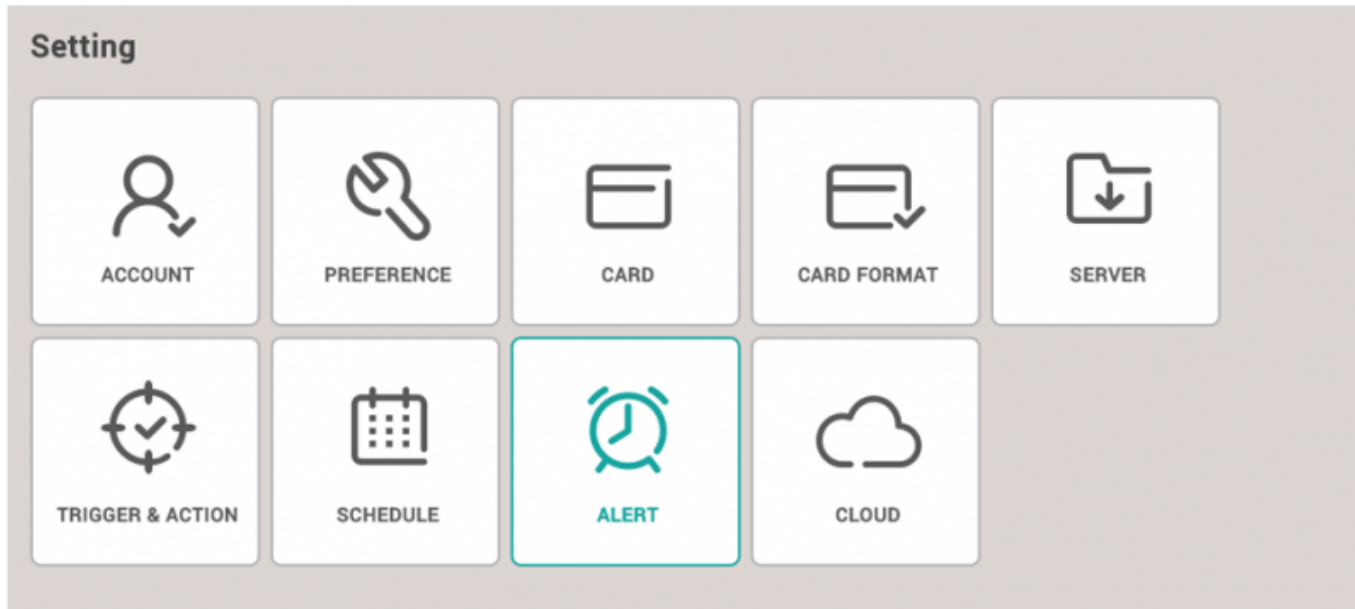 Setting
ACCOUNT
PREFERENCE
CARD
CARD FORMAT
SERVER
TRIGGER & ACTION
SCHEDULE
ALERT
CLOUD